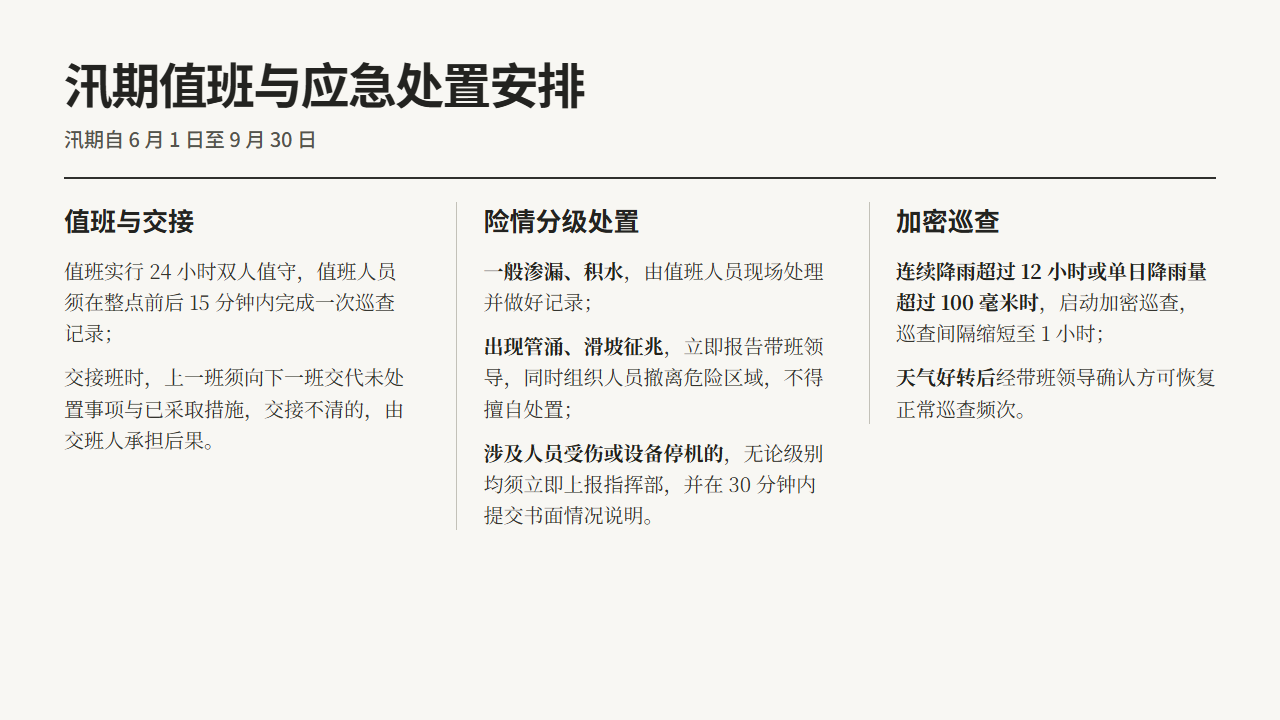 汛期值班与应急处置安排
汛期自 6 月 1 日至 9 月 30 日
值班与交接
值班实行 24 小时双人值守，值班人员
须在整点前后 15 分钟内完成一次巡查
记录；
交接班时，上一班须向下一班交代未处
置事项与已采取措施，交接不清的，由
交班人承担后果。
险情分级处置
一般渗漏、积水，由值班人员现场处理
并做好记录；
出现管涌、滑坡征兆，立即报告带班领
导，同时组织人员撤离危险区域，不得
擅自处置；
涉及人员受伤或设备停机的，无论级别
均须立即上报指挥部，并在 30 分钟内
提交书面情况说明。
加密巡查
连续降雨超过 12 小时或单日降雨量
超过 100 毫米时，启动加密巡查，
巡查间隔缩短至 1 小时；
天气好转后经带班领导确认方可恢复
正常巡查频次。